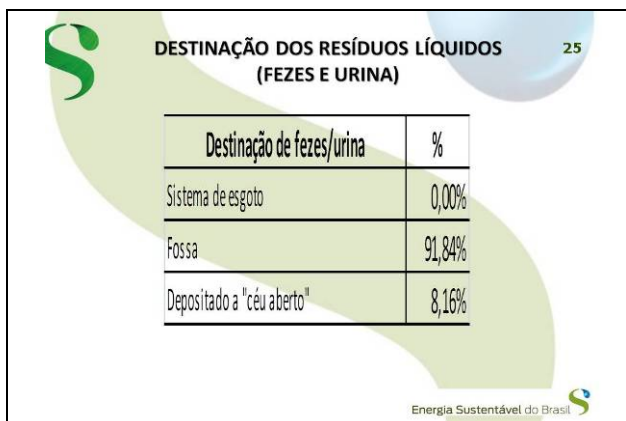 DESTINAÇÃO DOS RESÍDUOS LÍQUIDOS
(FEZES E URINA)
25
Destinação de fezes/urina %
Sistema de esgoto 0,00%
Fossa 91,84%
Depositado a "céu aberto" 8,16%
Energia Sustentável do Brasil